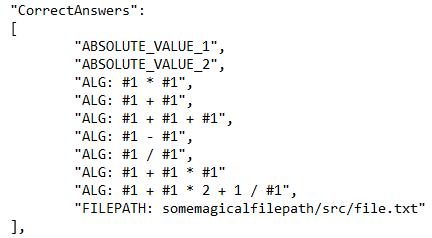 "CorrectAnswers":
[
"ABSOLUTE_VALUE_1",
"ABSOLUTE_VALUE_2",
"ALG: #1 * #1",
"ALG: #1 + #1",
"ALG: #1 + #1 + #1",
"ALG: #1 - #1",
"ALG: #1 / #1",
"ALG: #1 + #1 * #1"
"ALG: #1 + #1 * 2 + 1 / #1",
"FILEPATH: somemagicalfilepath/src/file.txt"
],